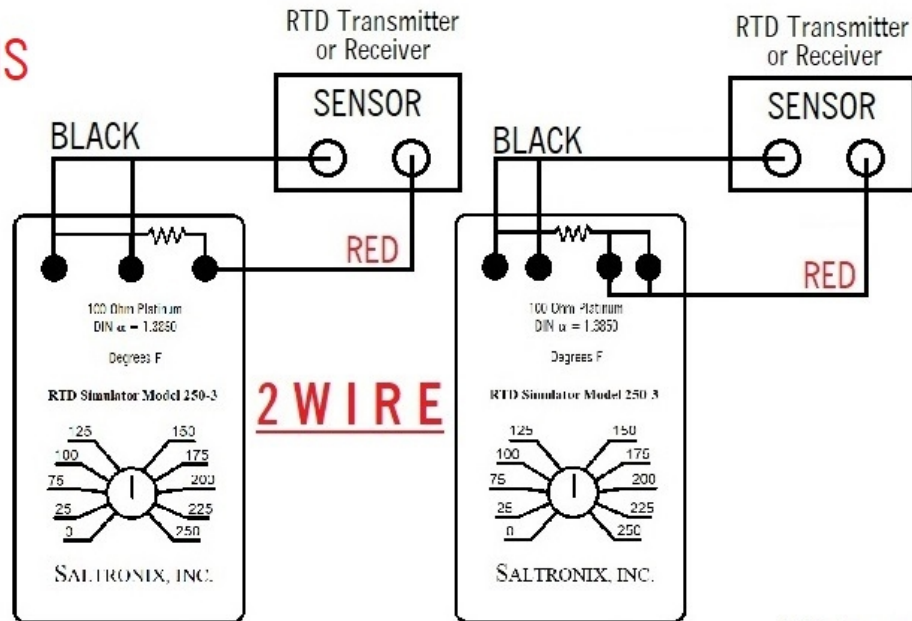 S
RTD Transmitter
or Receiver
SENSOR
BLACK
RED
100 Ohm Platinum
DIN α = 1.3850
Degrees F
RTD Simulator Model 250-3
125
150
100
175
75
200
25
225
0
250
SALTRONIX, INC.
2 WIRE
RTD Transmitter
or Receiver
SENSOR
BLACK
RED
100 Ohm Platinum
DIN α = 1.3850
Degrees F
RTD Simulator Model 250-3
125
150
100
175
75
200
25
225
0
250
SALTRONIX, INC.